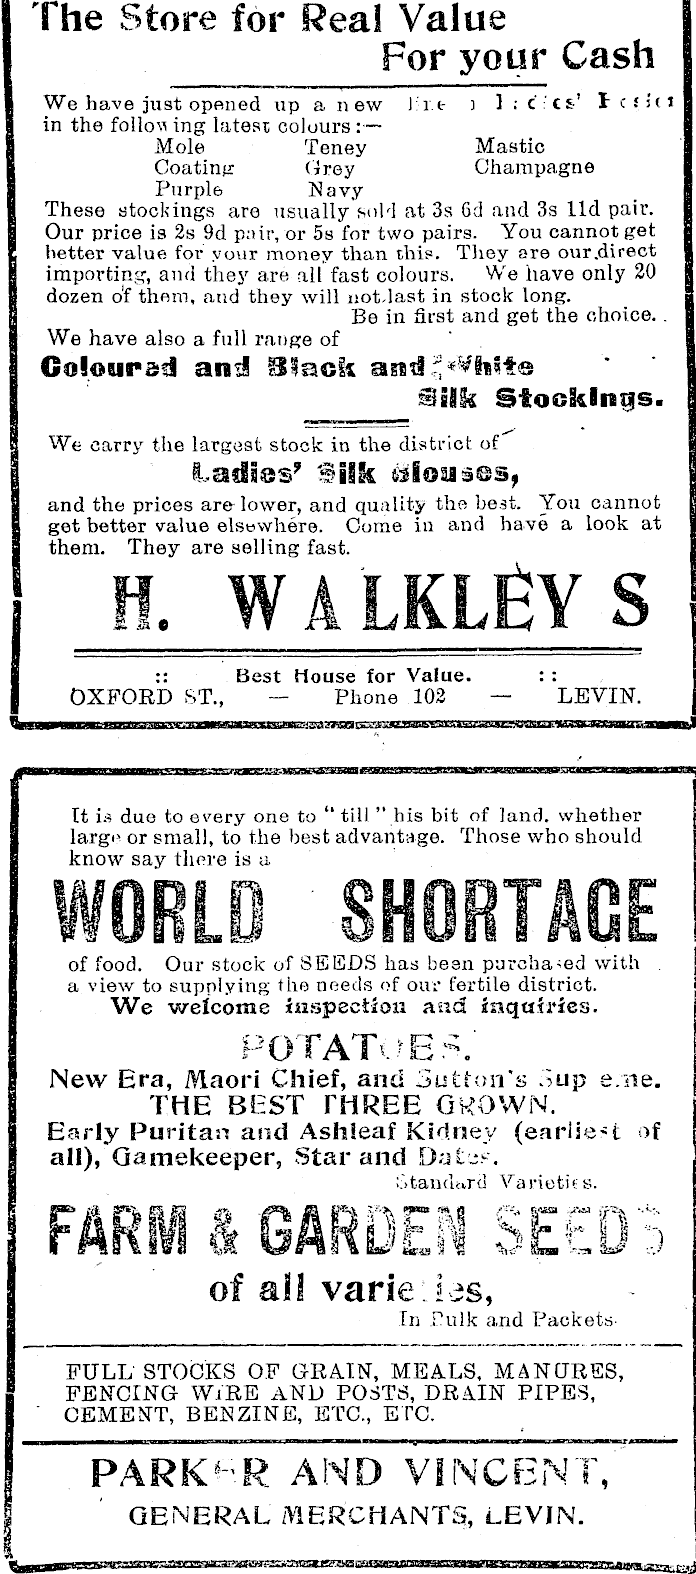 The Store for Real Value
For your Cash
We have just opened up a new Ladies' Hosier
in the following latest colours:—
Mole Teney Mastic
Coating Grey Champagne
Purple Navy
These stockings are usually sold at 3s 6d and 3s 11d pair.
Our price is 2s 9d pair, or 5s for two pairs. You cannot get
better value for your money than this. They are our direct
importing, and they are all fast colours. We have only 20
dozen of them, and they will not last in stock long.
Be in first and get the choice.
We have also a full range of
Coloured and Black and White
Silk Stockings.
We carry the largest stock in the district of
Ladies' Silk Blouses,
and the prices are lower, and quality the best. You cannot
get better value elsewhere. Come in and have a look at
them. They are selling fast.
H. WALKLEYS
:: Best House for Value. ::
OXFORD ST., — Phone 102 — LEVIN.
It is due to every one to "till" his bit of land, whether
large or small, to the best advantage. Those who should
know say there is a
WORLD SHORTAGE
of food. Our stock of SEEDS has been purchased with
a view to supplying the needs of our fertile district.
We welcome inspection and inquiries.
POTATOES.
New Era, Maori Chief, and Sutton's Supreme.
THE BEST THREE GROWN.
Early Puritan and Ashleaf Kidney (earliest of
all), Gamekeeper, Star and Dates.
Standard Varieties.
FARM & GARDEN SEEDS
of all varieties,
In Bulk and Packets.
FULL STOCKS OF GRAIN, MEALS, MANURES,
FENCING WIRE AND POSTS, DRAIN PIPES,
CEMENT, BENZINE, ETC., ETC.
PARKER AND VINCENT,
GENERAL MERCHANTS, LEVIN.